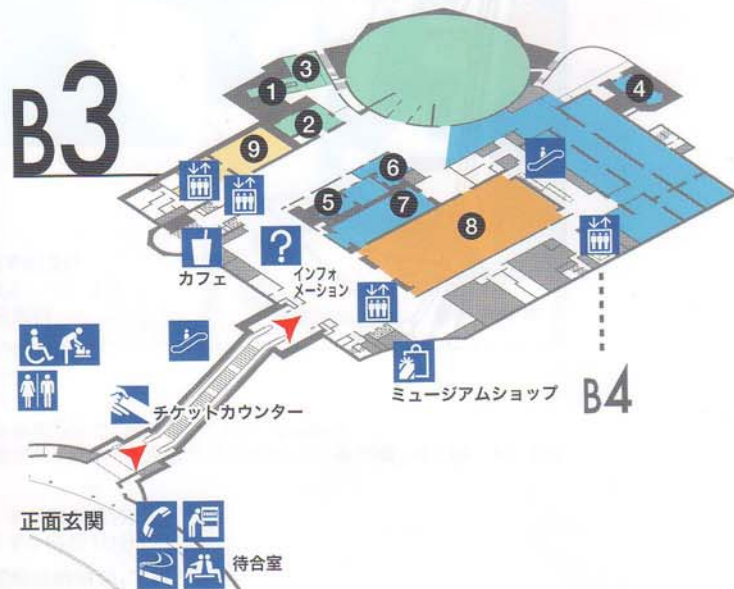 B3
1
3
2
9
4
6
5
7
8
?
カフェ
インフォ
メーション
ミュージアムショップ
B4
チケットカウンター
正面玄関
待合室